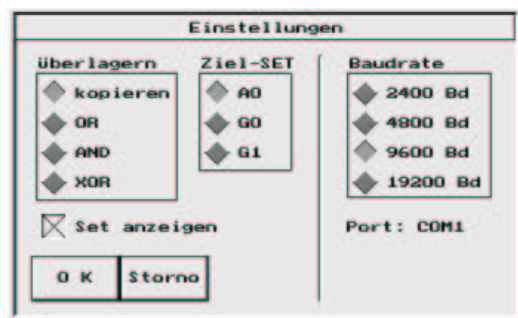 Einstellungen
überlagern
kopieren
OR
AND
XOR
Ziel-SET
A0
G0
G1
Baudrate
2400 Bd
4800 Bd
9600 Bd
19200 Bd
Set anzeigen
Port: COM1
O K
Storno